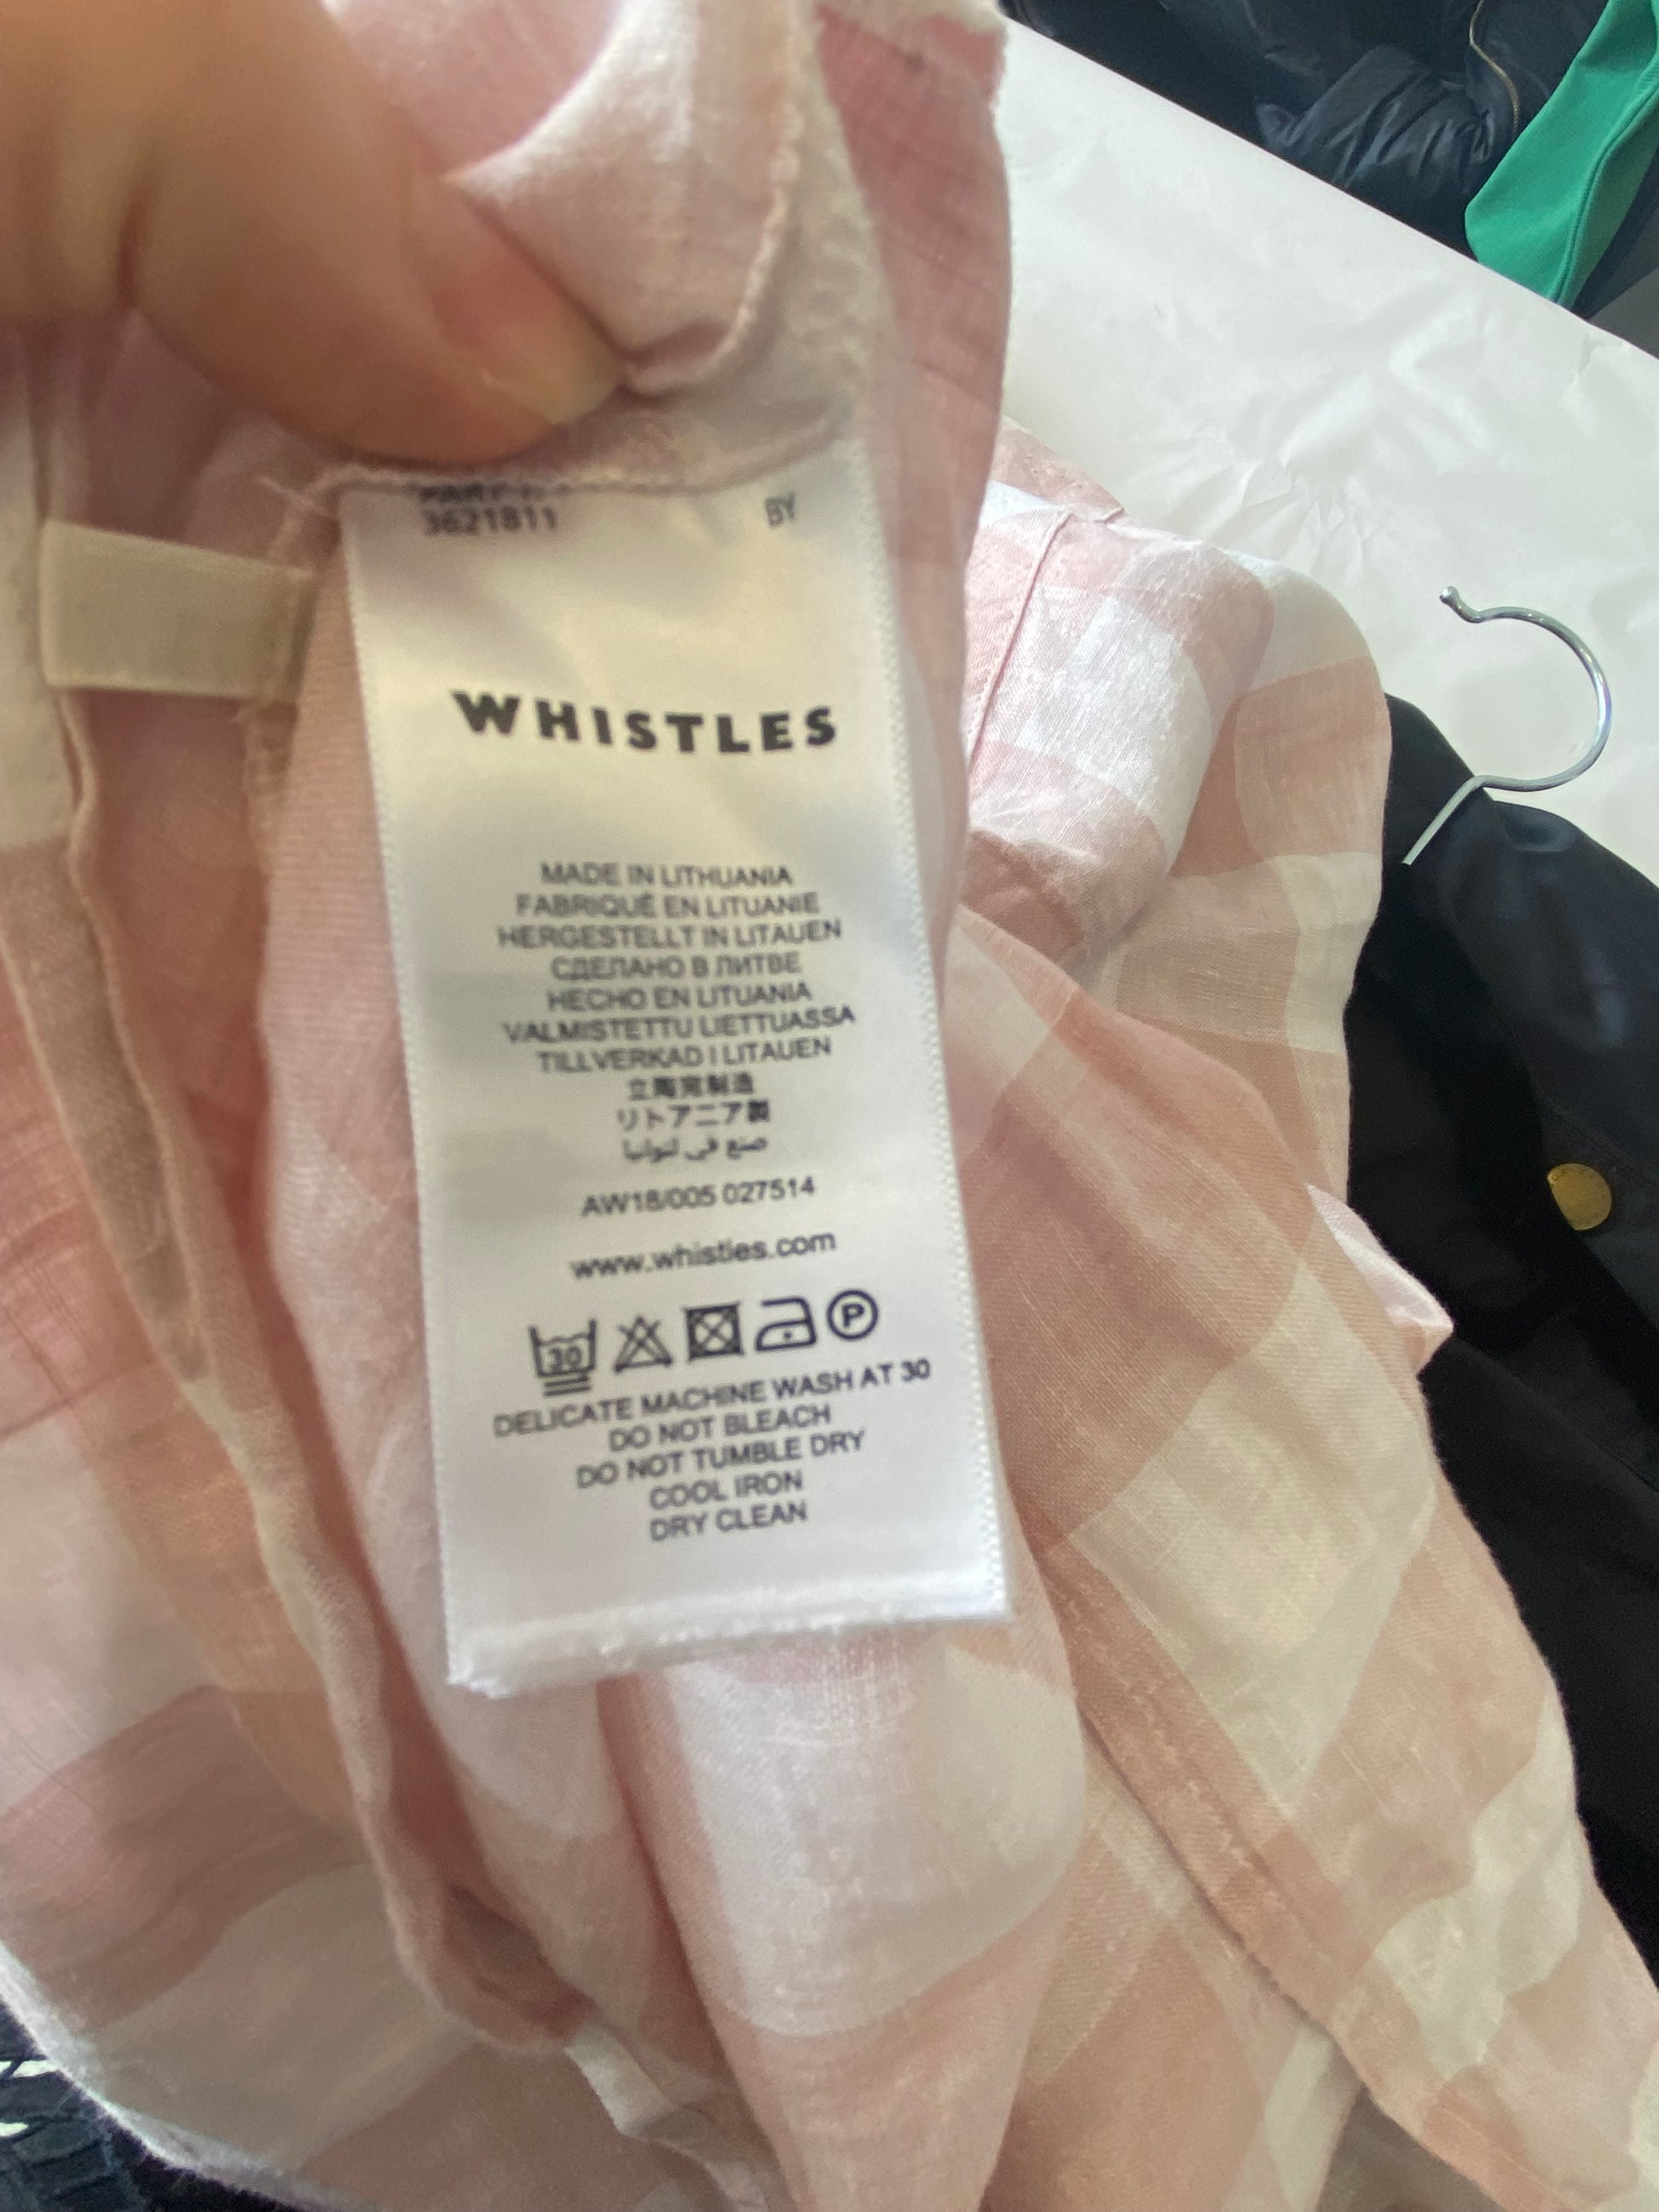 3621811 BY
WHISTLES
MADE IN LITHUANIA
FABRIQUÉ EN LITUANIE
HERGESTELLT IN LITAUEN
СДЕЛАНО В ЛИТВЕ
HECHO EN LITUANIA
VALMISTETTU LIETTUASSA
TILLVERKAD I LITAUEN
立陶宛制造
リトアニア製
صنع في لتوانيا
AW18/005 027514
www.whistles.com
30 P
DELICATE MACHINE WASH AT 30
DO NOT BLEACH
DO NOT TUMBLE DRY
COOL IRON
DRY CLEAN